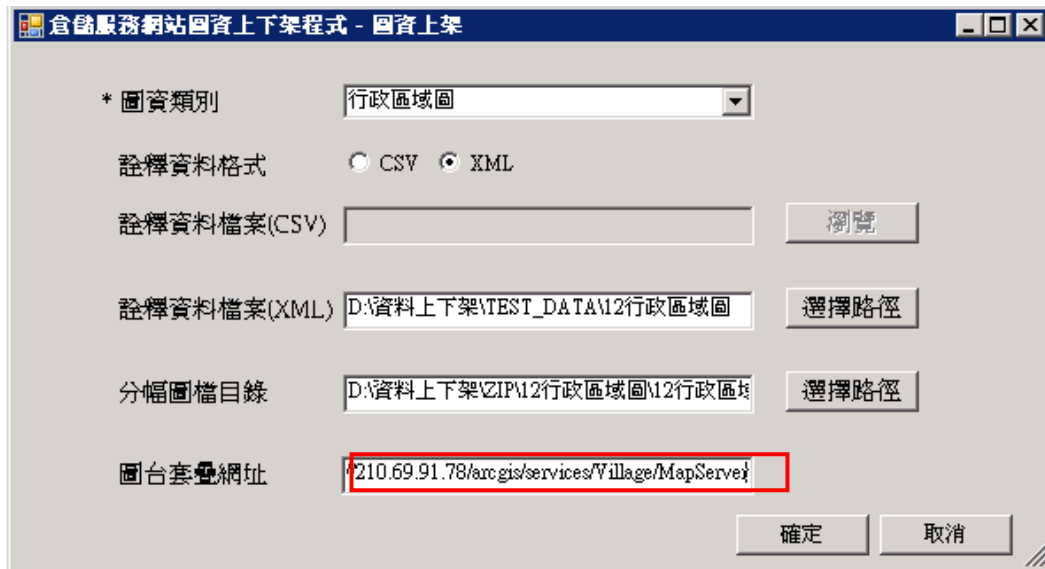 倉儲服務網站圖資上下架程式 - 圖資上架
* 圖資類別 行政區域圖
詮釋資料格式 CSV XML
詮釋資料檔案(CSV) 瀏覽
詮釋資料檔案(XML) D:\資料上下架\TEST_DATA\12行政區域圖 選擇路徑
分幅圖檔目錄 D:\資料上下架\ZIP\12行政區域圖\12行政區域 選擇路徑
圖台套疊網址 210.69.91.78/arcgis/services/Village/MapServer
確定 取消